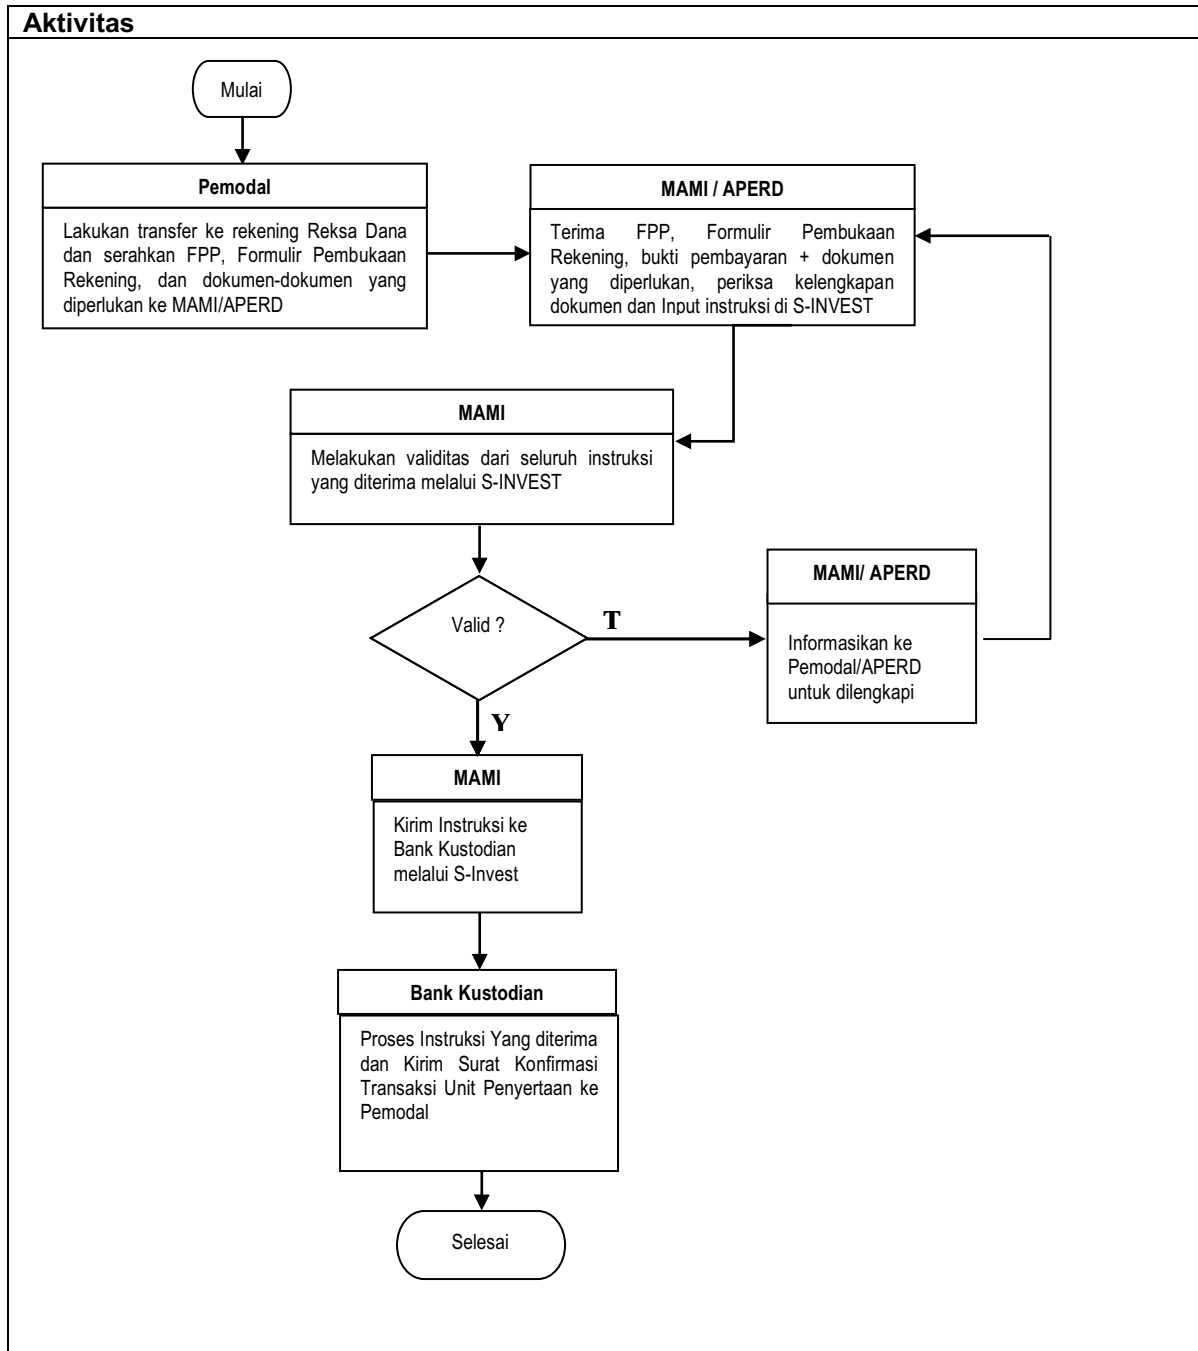 Aktivitas
Mulai
Pemodal
Lakukan transfer ke rekening Reksa Dana
dan serahkan FPP, Formulir Pembukaan
Rekening, dan dokumen-dokumen yang
diperlukan ke MAMI/APERD
MAMI / APERD
Terima FPP, Formulir Pembukaan
Rekening, bukti pembayaran + dokumen
yang diperlukan, periksa kelengkapan
dokumen dan Input instruksi di S-INVEST
MAMI
Melakukan validitas dari seluruh instruksi
yang diterima melalui S-INVEST
Valid ?
T
MAMI/ APERD
Informasikan ke
Pemodal/APERD
untuk dilengkapi
Y
MAMI
Kirim Instruksi ke
Bank Kustodian
melalui S-Invest
Bank Kustodian
Proses Instruksi Yang diterima
dan Kirim Surat Konfirmasi
Transaksi Unit Penyertaan ke
Pemodal
Selesai